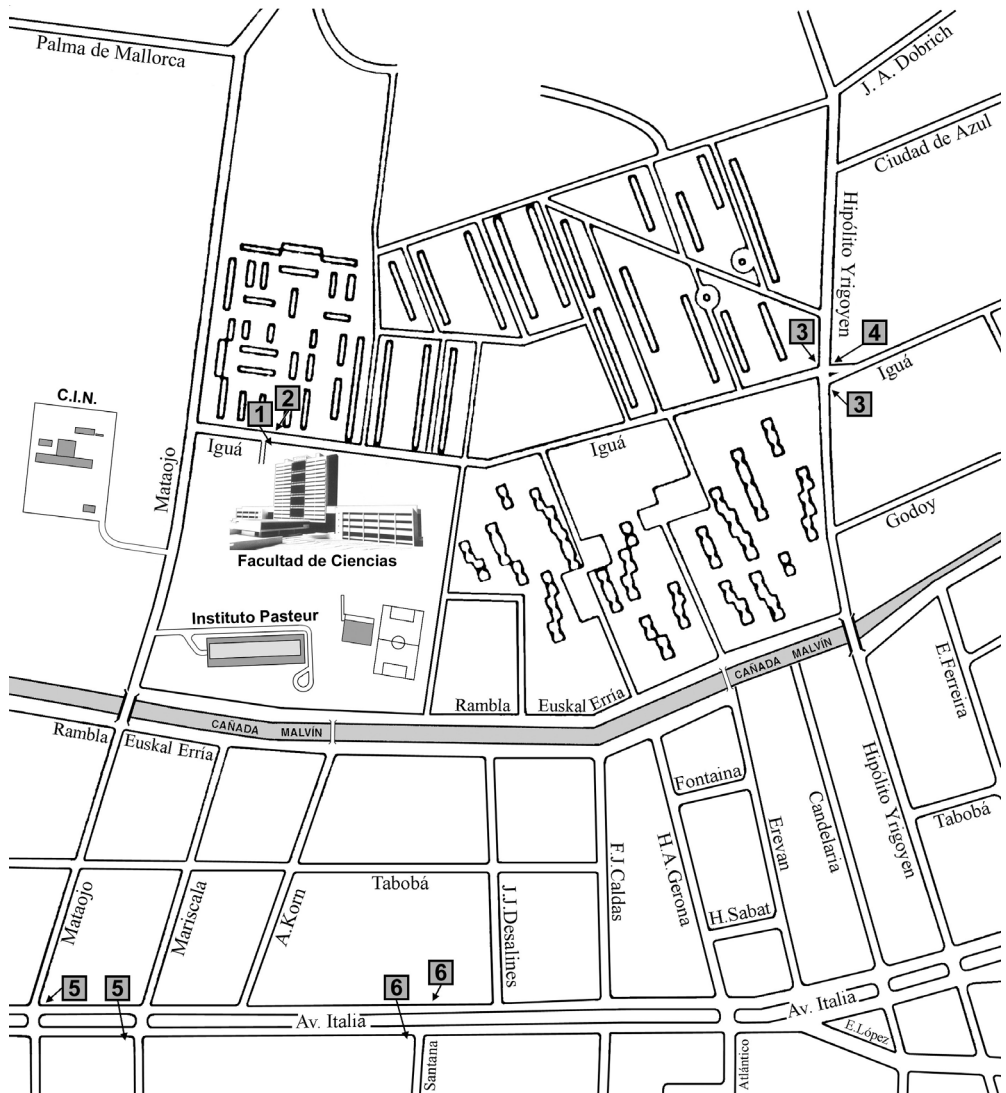 Palma de Mallorca
J. A. Dobrich
Ciudad de Azul
Hipólito Yrigoyen
3
4
Iguá
3
C.I.N.
2
1
Iguá
Iguá
Mataojo
Godoy
Facultad de Ciencias
Instituto Pasteur
CAÑADA MALVÍN
E.Ferreira
Rambla
Euskal Erría
CAÑADA MALVÍN
Rambla
Euskal Erría
Fontaina
Hipólito Yrigoyen
Candelaria
Erevan
H.A.Gerona
F.J.Caldas
Tabobá
Tabobá
Mataojo
Mariscala
A.Korn
J.J.Desalines
H.Sabat
5
5
6
6
Av. Italia
Av. Italia
E.López
Santana
Atlántico